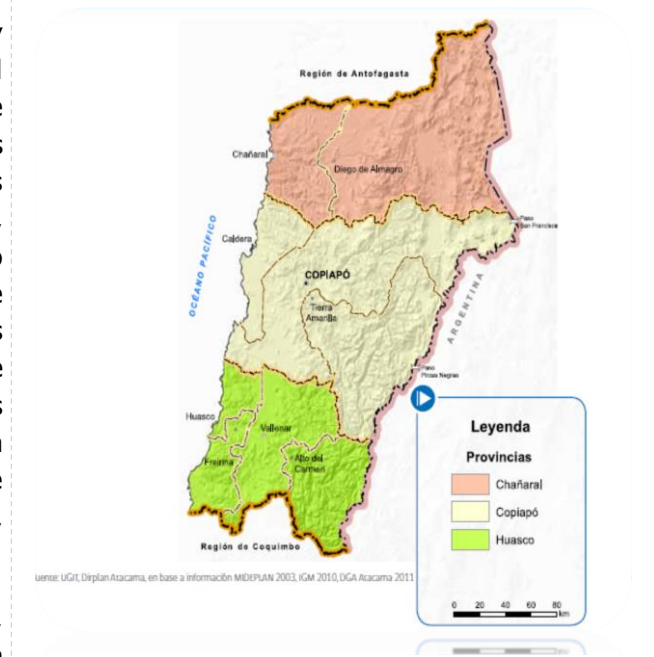 Región de Antofagasta
Chañaral
Diego de Almagro
Paso
San Francisco
Caldera
OCÉANO PACÍFICO
COPIAPÓ
Tierra
Amarilla
ARGENTINA
Paso
Pircas Negras
Huasco
Vallenar
Freirina
Alto del
Carmen
Región de Coquimbo
Leyenda
Provincias
Chañaral
Copiapó
Huasco
0 20 40 60 80
km
uente: UGIT, Dirplan Atacama, en base a información MIDEPLAN 2003, IGM 2010, DGA Atacama 2011